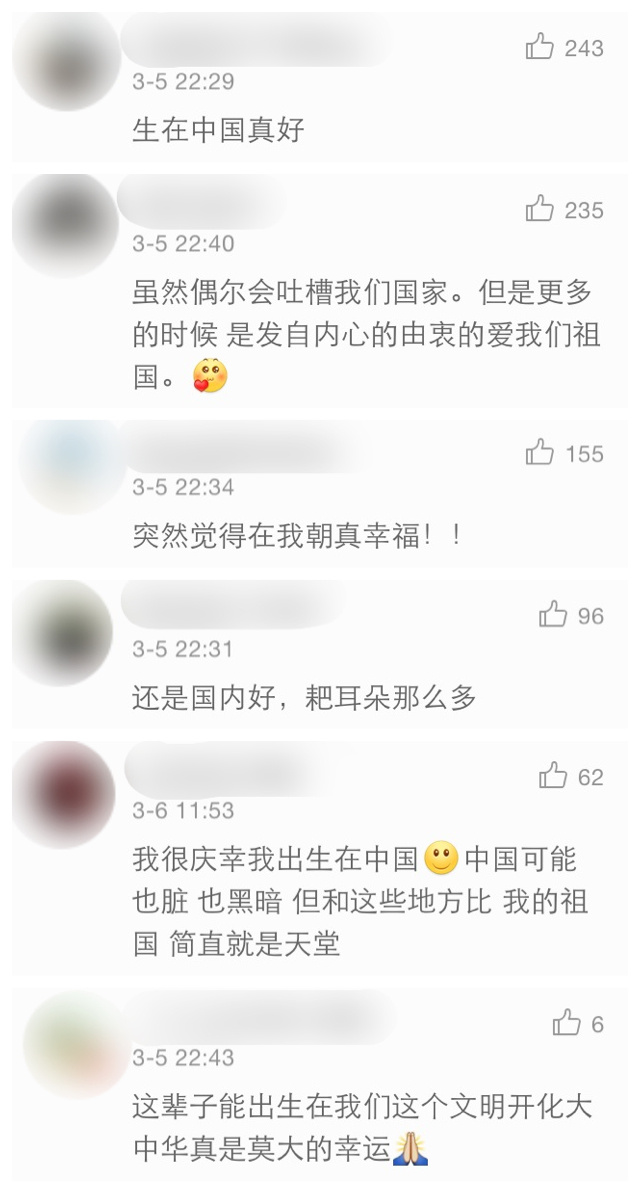 243
3-5 22:29
生在中国真好
235
3-5 22:40
虽然偶尔会吐槽我们国家。但是更多
的时候 是发自内心的由衷的爱我们祖
国。
155
3-5 22:34
突然觉得在我朝真幸福！！
96
3-5 22:31
还是国内好，耙耳朵那么多
62
3-6 11:53
我很庆幸我出生在中国 中国可能
也脏 也黑暗 但和这些地方比 我的祖
国 简直就是天堂
6
3-5 22:43
这辈子能出生在我们这个文明开化大
中华真是莫大的幸运